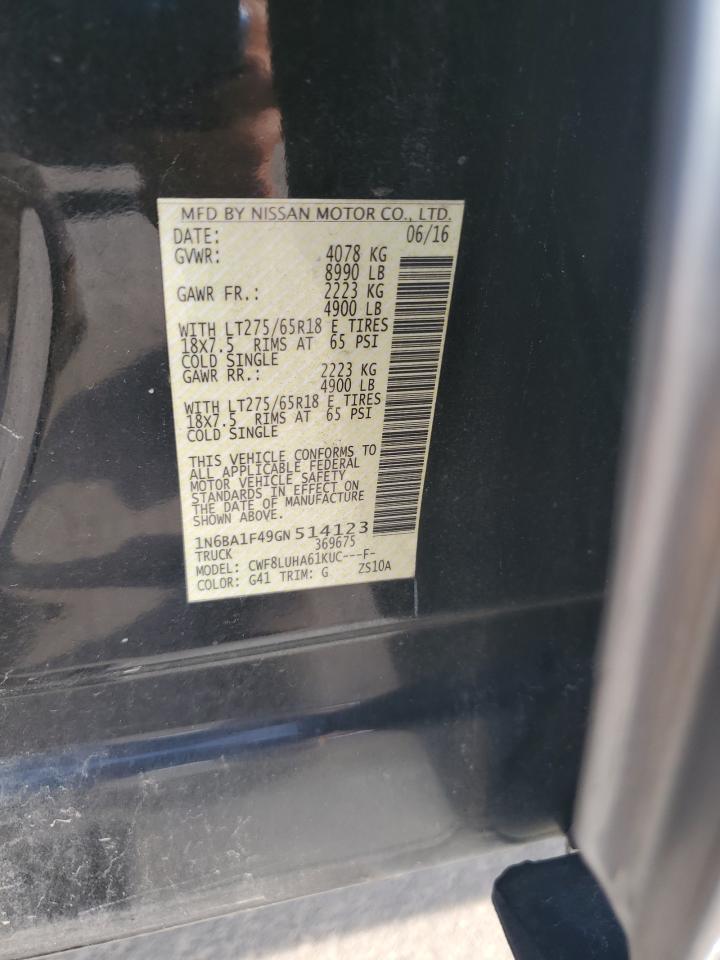 MFD BY NISSAN MOTOR CO., LTD.
DATE: 06/16
GVWR: 4078 KG
8990 LB
GAWR FR.: 2223 KG
4900 LB
WITH LT275/65R18 E TIRES
18X7.5 RIMS AT 65 PSI
COLD SINGLE
GAWR RR.: 2223 KG
4900 LB
WITH LT275/65R18 E TIRES
18X7.5 RIMS AT 65 PSI
COLD SINGLE
THIS VEHICLE CONFORMS TO
ALL APPLICABLE FEDERAL
MOTOR VEHICLE SAFETY
STANDARDS IN EFFECT ON
THE DATE OF MANUFACTURE
SHOWN ABOVE.
1N6BA1F49GN 514123
TRUCK 369675
MODEL: CWF8LUHA61KUC---F-
COLOR: G41 TRIM: G ZS10A